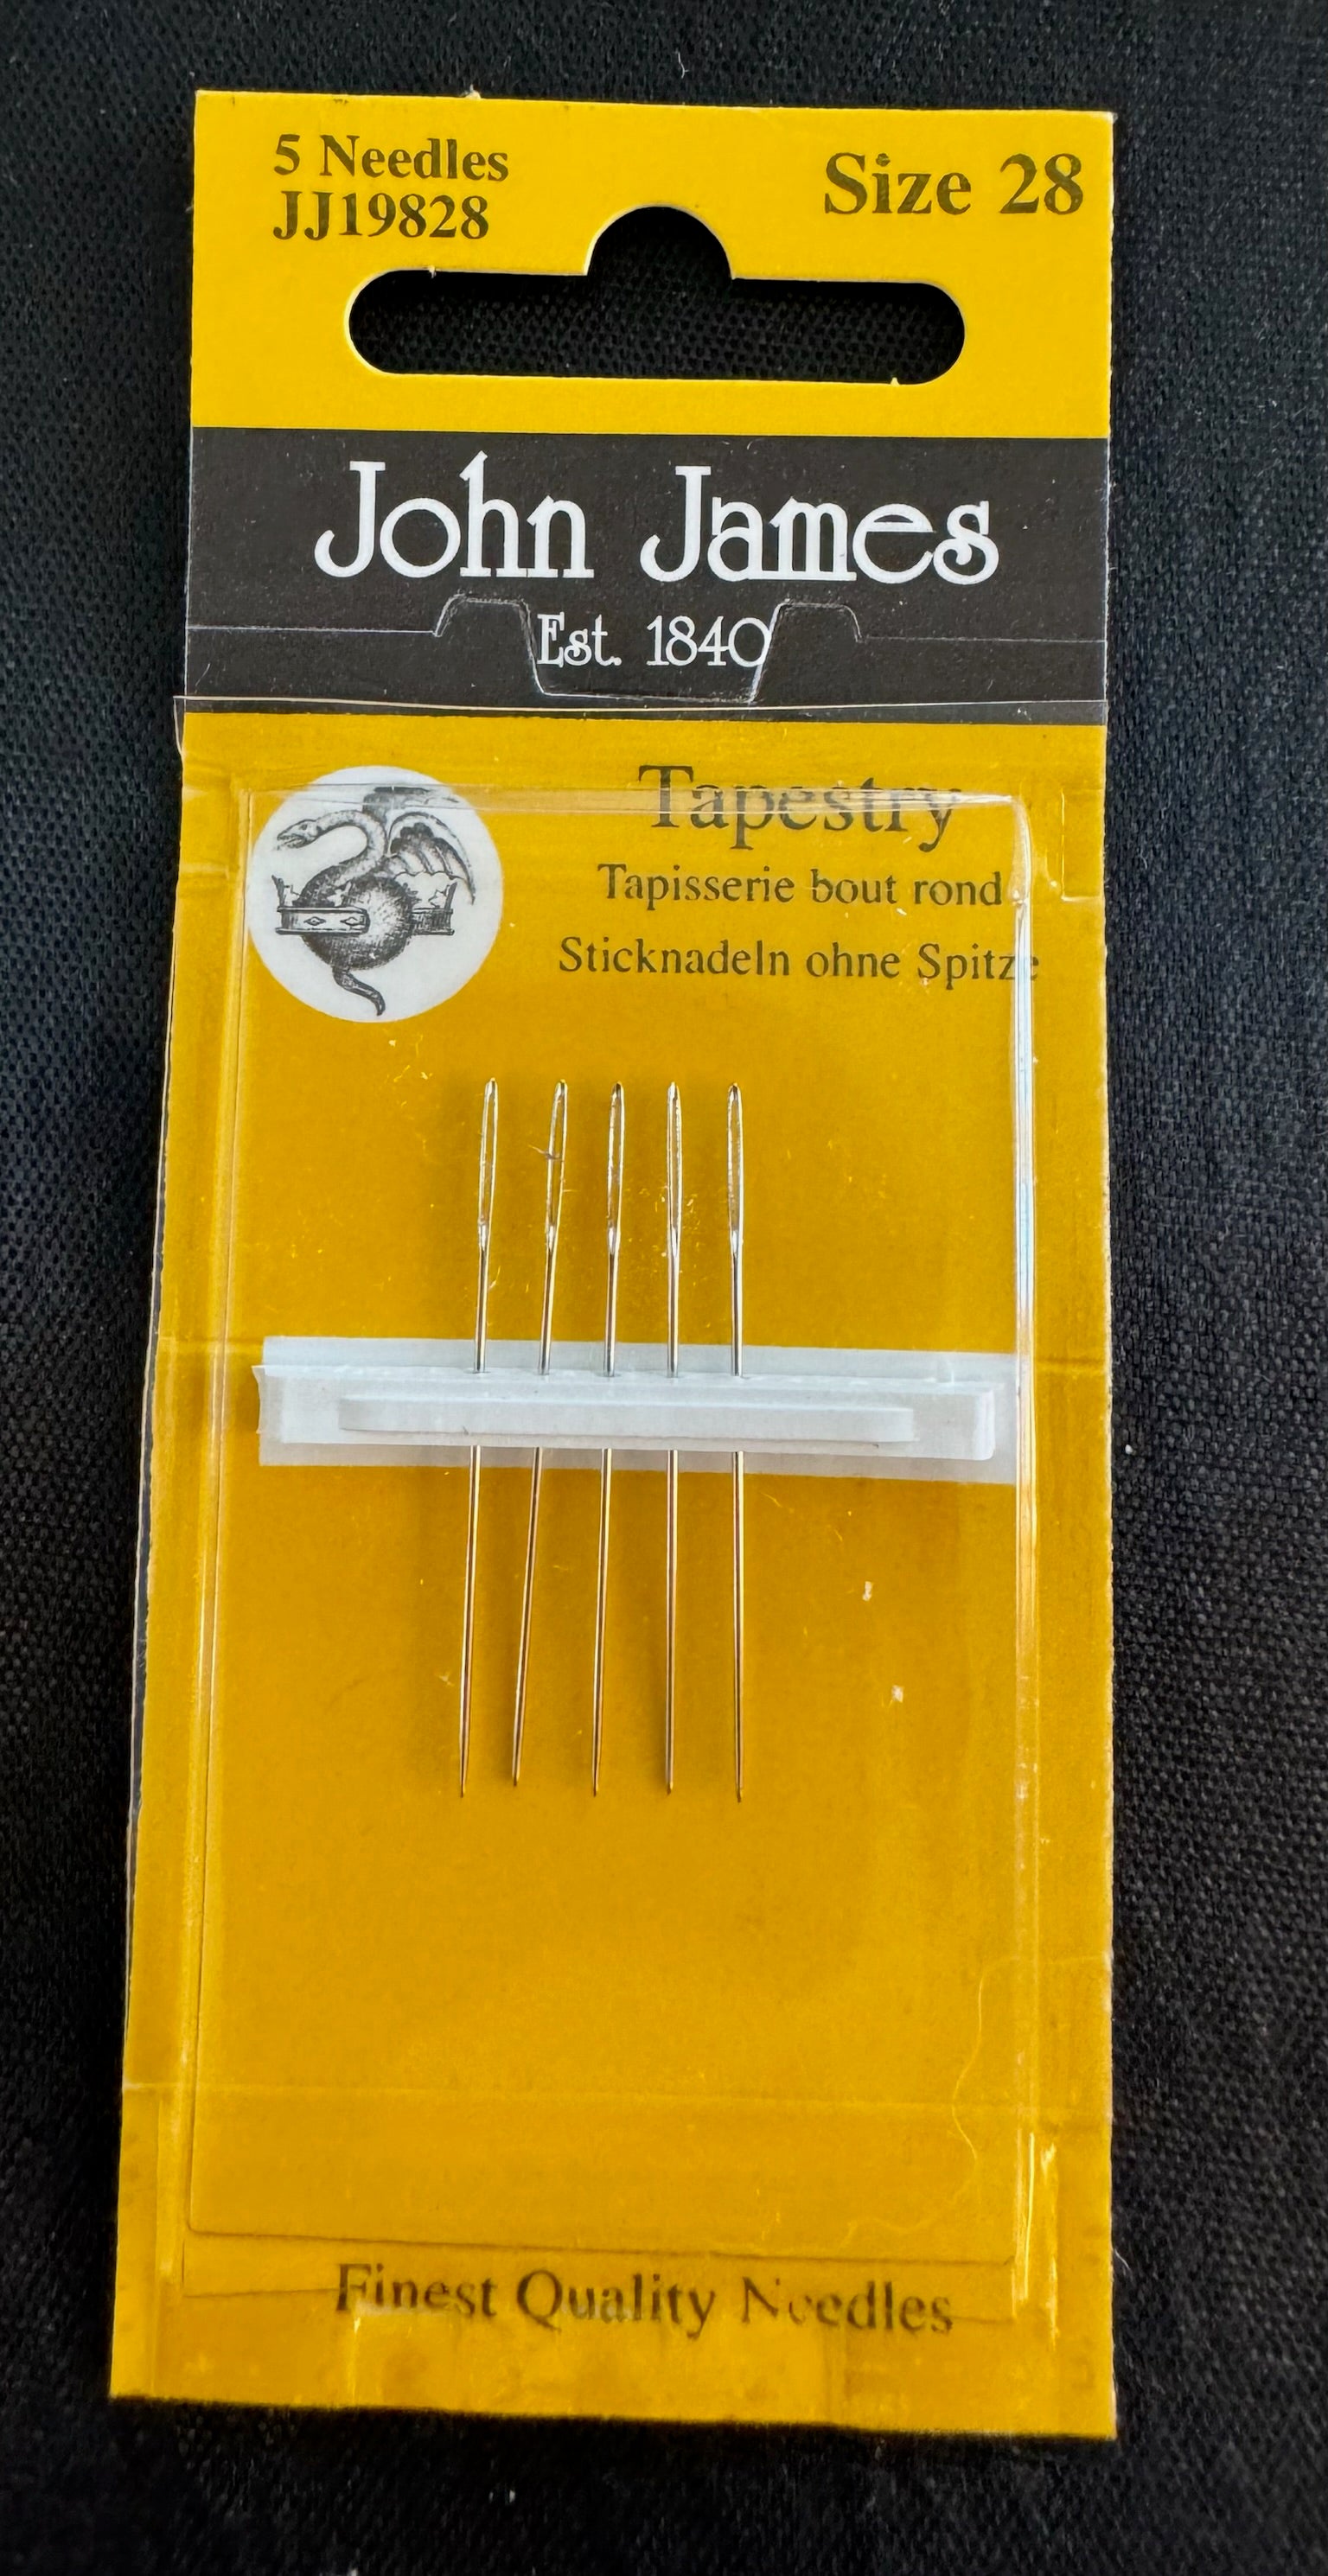 5 Needles
JJ19828
Size 28
John James
Est. 1840
Tapestry
Tapisserie bout rond
Sticknadeln ohne Spitze
Finest Quality Needles